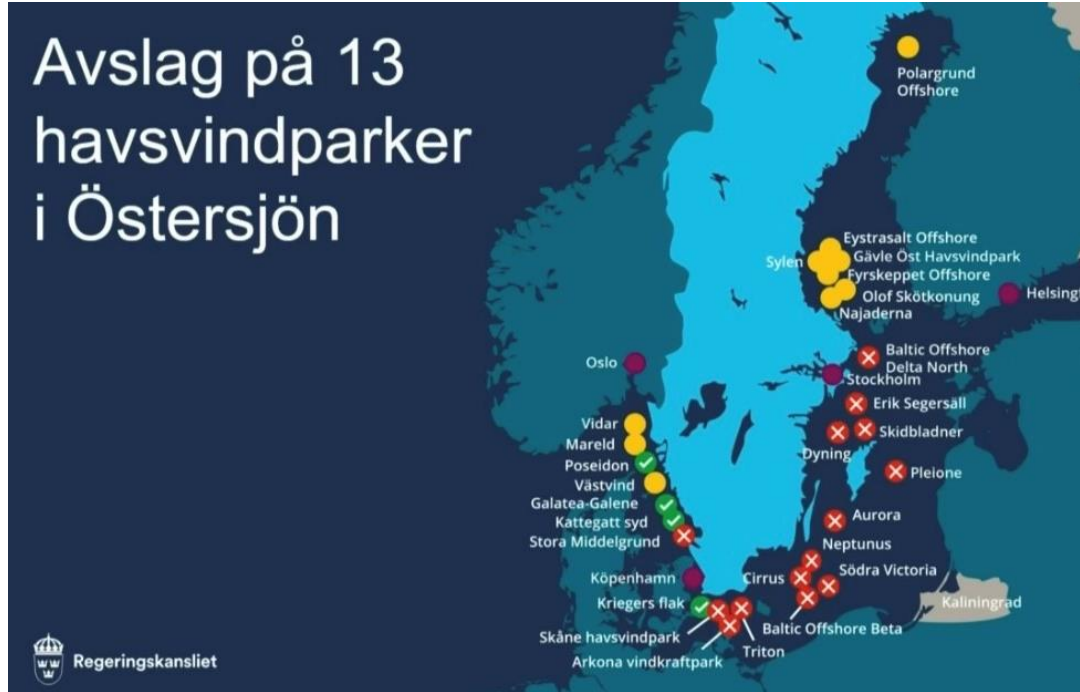 Avslag på 13
havsvindparker
i Östersjön
Polargrund
Offshore
Eystrasalt Offshore
Sylen
Gävle Öst Havsvindpark
Fyrskeppet Offshore
Olof Skötkonung
Najaderna
Helsingf
Baltic Offshore
Delta North
Oslo
Stockholm
Erik Segersäll
Vidar
Skidbladner
Mareld
Dyning
Poseidon
Pleione
Västvind
Galatea-Galene
Aurora
Kattegatt syd
Stora Middelgrund
Neptunus
Köpenhamn
Cirrus
Södra Victoria
Kriegers flak
Kaliningrad
Baltic Offshore Beta
Skåne havsvindpark
Triton
Arkona vindkraftpark
Regeringskansliet